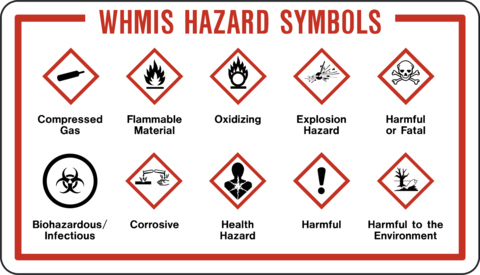 WHMIS HAZARD SYMBOLS
Compressed
Gas
Flammable
Material
Oxidizing
Explosion
Hazard
Harmful
or Fatal
Biohazardous/
Infectious
Corrosive
Health
Hazard
Harmful
Harmful to the
Environment